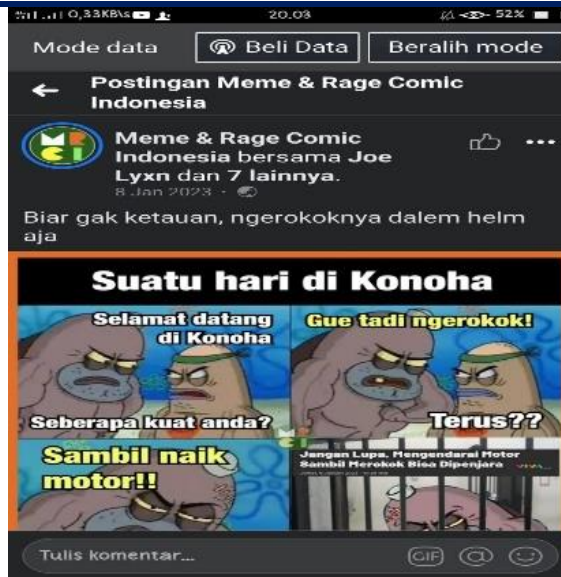 0,33KB\s
20.03
52%
Mode data
Beli Data
Beralih mode
Postingan Meme & Rage Comic
Indonesia
MR
CI
Meme & Rage Comic
Indonesia bersama Joe
Lyxn dan 7 lainnya.
8 Jan 2023
Biar gak ketauan, ngerokoknya dalem helm
aja
Suatu hari di Konoha
Selamat datang
di Konoha
Seberapa kuat anda?
Gue tadi ngerokok!
Terus??
Sambil naik
motor!!
Jangan Lupa, Mengendarai Motor
Sambil Merokok Bisa Dipenjara
VIVA
Tulis komentar...
GIF